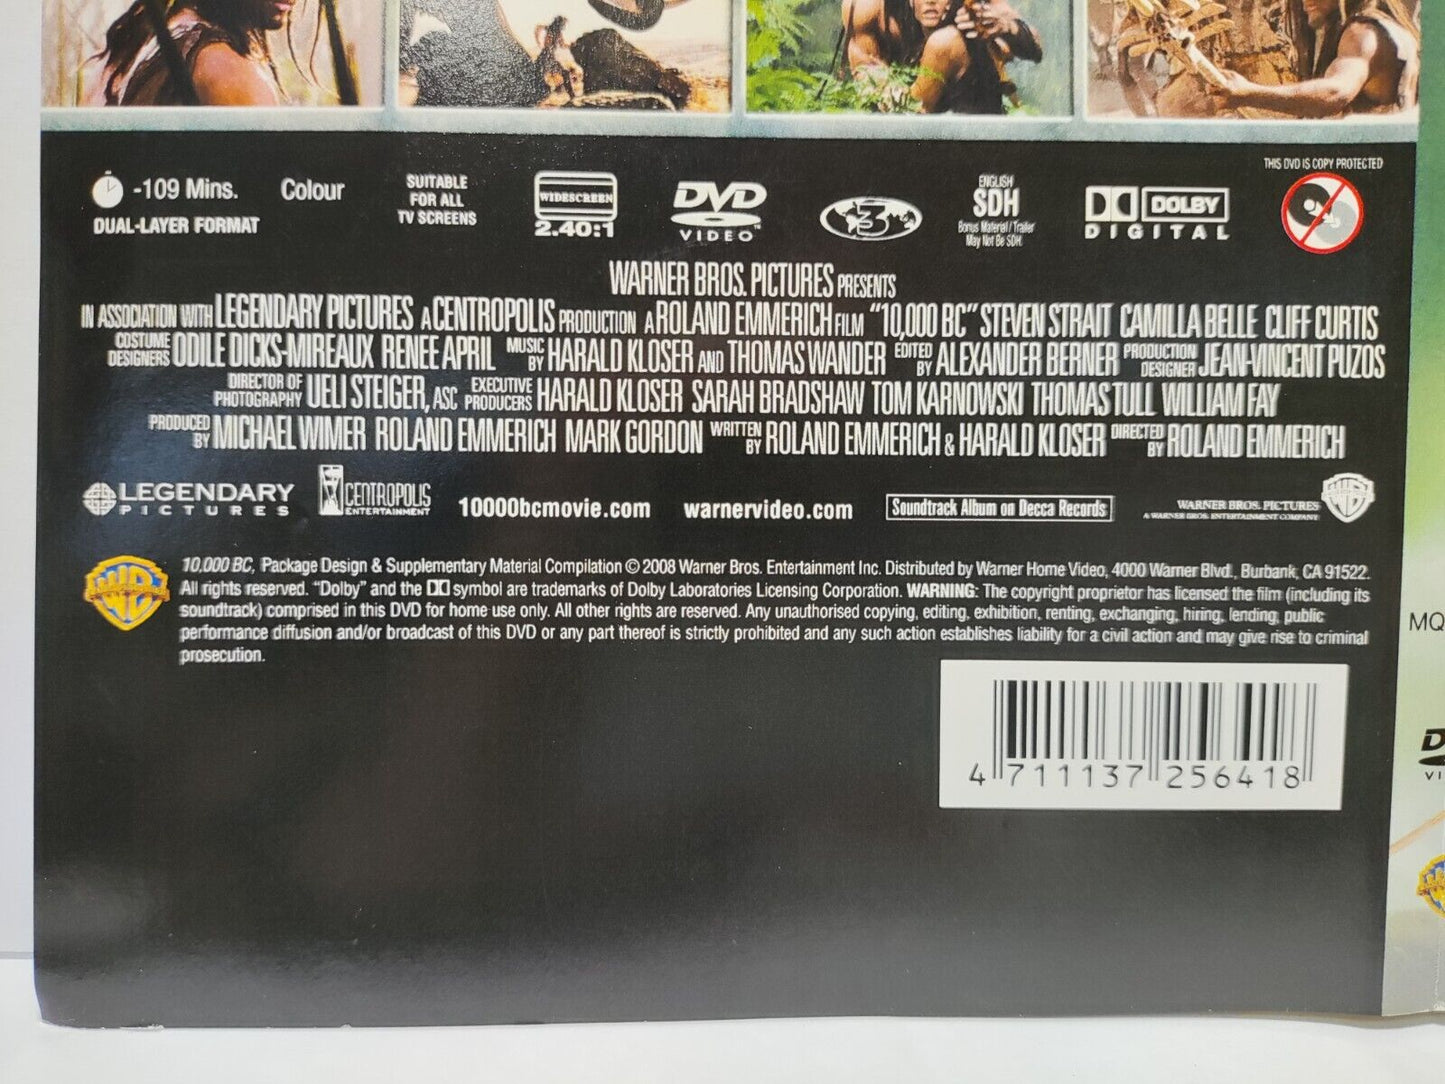 -109 Mins.
DUAL-LAYER FORMAT
Colour
SUITABLE
FOR ALL
TV SCREENS
WIDESCREEN
2.40:1
DVD
VIDEO™
3
ENGLISH
SDH
Bonus Material/Trailer
May Not Be SDH.
DOLBY
DIGITAL
THIS DVD IS COPY PROTECTED
WARNER BROS. PICTURES PRESENTS
IN ASSOCIATION WITH LEGENDARY PICTURES A CENTROPOLIS PRODUCTION A ROLAND EMMERICH FILM "10,000 BC" STEVEN STRAIT CAMILLA BELLE CLIFF CURTIS
COSTUME DESIGNERS ODILE DICKS-MIREAUX RENEE APRIL MUSIC BY HARALD KLOSER AND THOMAS WANDER EDITED BY ALEXANDER BERNER PRODUCTION DESIGNER JEAN-VINCENT PUZOS
DIRECTOR OF PHOTOGRAPHY UELI STEIGER, ASC EXECUTIVE PRODUCERS HARALD KLOSER SARAH BRADSHAW TOM KARNOWSKI THOMAS TULL WILLIAM FAY
PRODUCED BY MICHAEL WIMER ROLAND EMMERICH MARK GORDON WRITTEN BY ROLAND EMMERICH & HARALD KLOSER DIRECTED BY ROLAND EMMERICH
LEGENDARY
PICTURES
CENTROPOLIS
ENTERTAINMENT
10000bcmovie.com
warnervideo.com
Soundtrack Album on Decca Records
WARNER BROS. PICTURES
A WARNER BROS. ENTERTAINMENT COMPANY
WB
10,000 BC, Package Design & Supplementary Material Compilation © 2008 Warner Bros. Entertainment Inc. Distributed by Warner Home Video, 4000 Warner Blvd., Burbank, CA 91522.
All rights reserved. "Dolby" and the symbol are trademarks of Dolby Laboratories Licensing Corporation. WARNING: The copyright proprietor has licensed the film (including its
soundtrack) comprised in this DVD for home use only. All other rights are reserved. Any unauthorised copying, editing, exhibition, renting, exchanging, hiring, lending, public
performance diffusion and/or broadcast of this DVD or any part thereof is strictly prohibited and any such action establishes liability for a civil action and may give rise to criminal
prosecution.
4 711137 256418
MQ